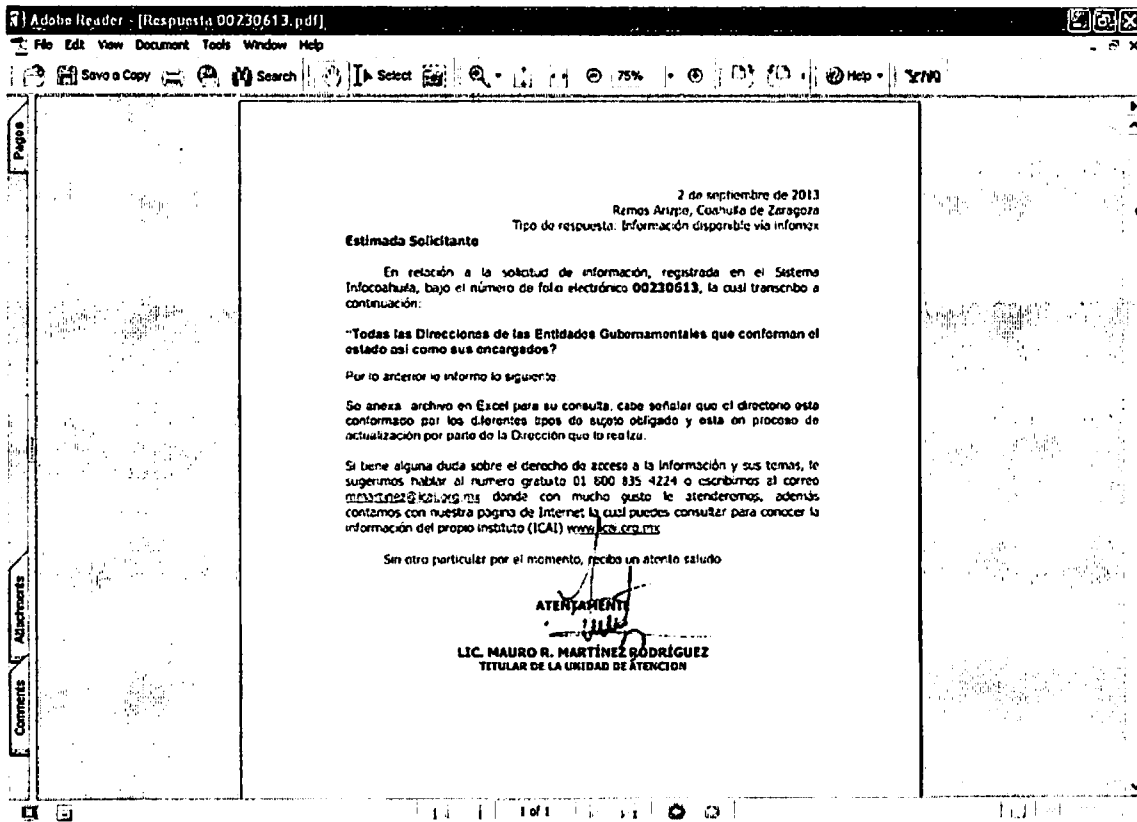 Adobe Reader - [Respuesta 00230613.pdf]
File Edit View Document Tools Window Help
Save a Copy Search Select 75% Help
Pages
2 de septiembre de 2013
Ramos Arizpe, Coahuila de Zaragoza
Tipo de respuesta: Información disponible vía infomex
Estimada Solicitante
En relación a la solicitud de información, registrada en el Sistema
Infocoahuila, bajo el número de folio electrónico 00230613, la cual transcribo a
continuación:
"Todas las Direcciones de las Entidades Gubernamentales que conforman el
estado así como sus encargados?
Por lo anterior le informo lo siguiente
Se anexa archivo en Excel para su consulta, cabe señalar que el directorio esta
conformado por los diferentes tipos de sujeto obligado y esta en proceso de
actualización por parte de la Dirección que lo realiza.
Si tiene alguna duda sobre el derecho de acceso a la Información y sus temas, le
sugerimos hablar al numero gratuito 01 800 835 4224 o escribirnos al correo
mmartinez@icai.org.mx donde con mucho gusto le atenderemos, además
contamos con nuestra página de Internet la cual puedes consultar para conocer la
información del propio instituto (ICAI) www.icai.org.mx
Sin otro particular por el momento, reciba un atento saludo
ATENTAMENTE
LIC. MAURO R. MARTÍNEZ RODRÍGUEZ
TITULAR DE LA UNIDAD DE ATENCION
Attachments
Comments
1 of 1